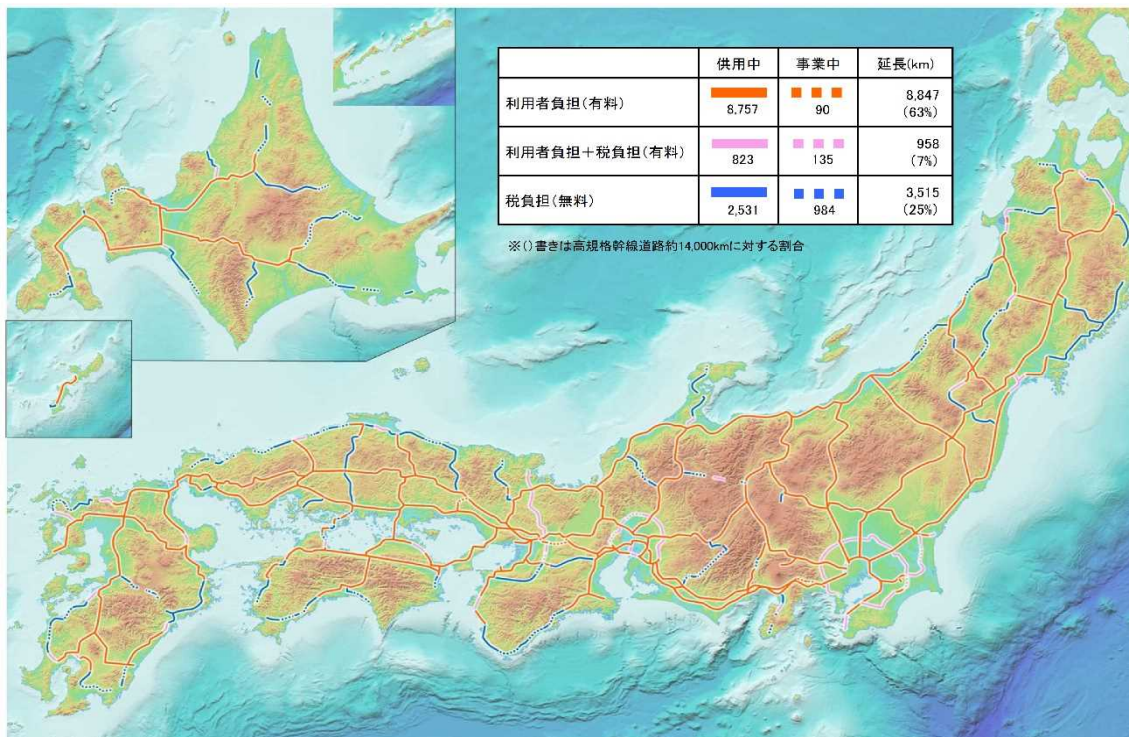 供用中 事業中 延長(km)
利用者負担(有料) 8,757 90 8,847
(63%)
利用者負担+税負担(有料) 823 135 958
(7%)
税負担(無料) 2,531 984 3,515
(25%)
※()書きは高規格幹線道路約14,000kmに対する割合